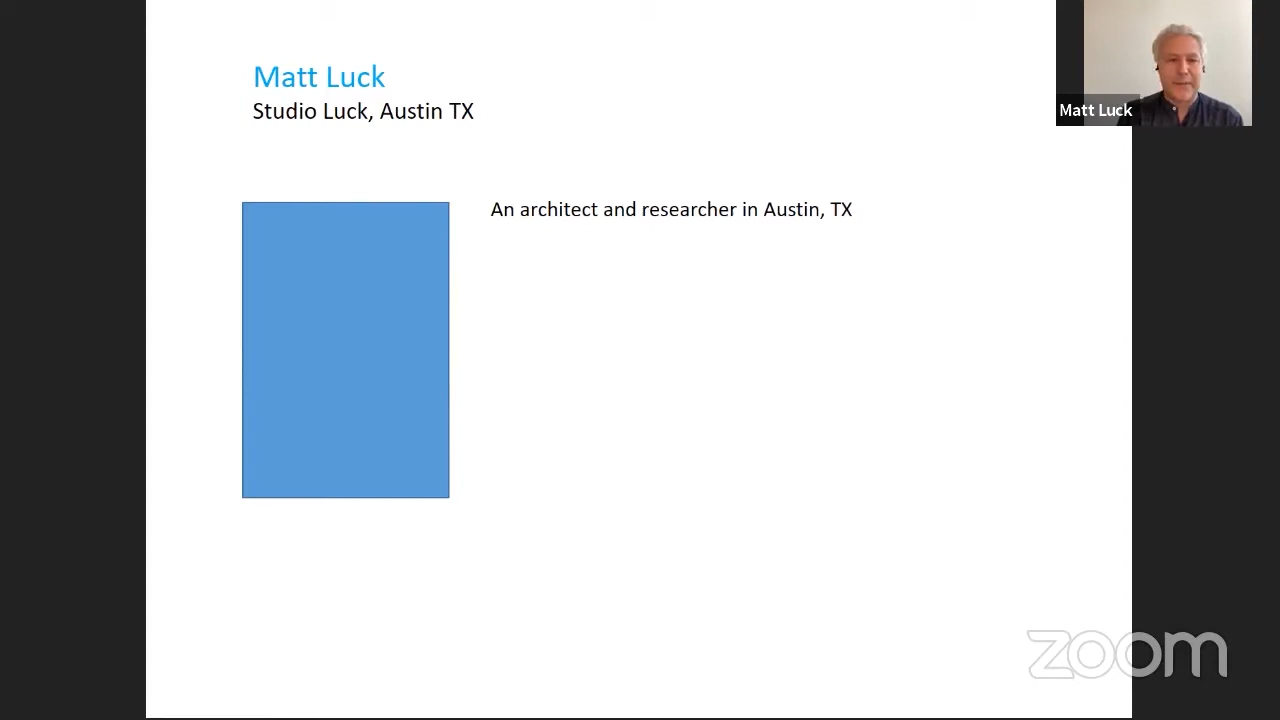 Matt Luck
Studio Luck, Austin TX
Matt Luck
An architect and researcher in Austin, TX
zoom